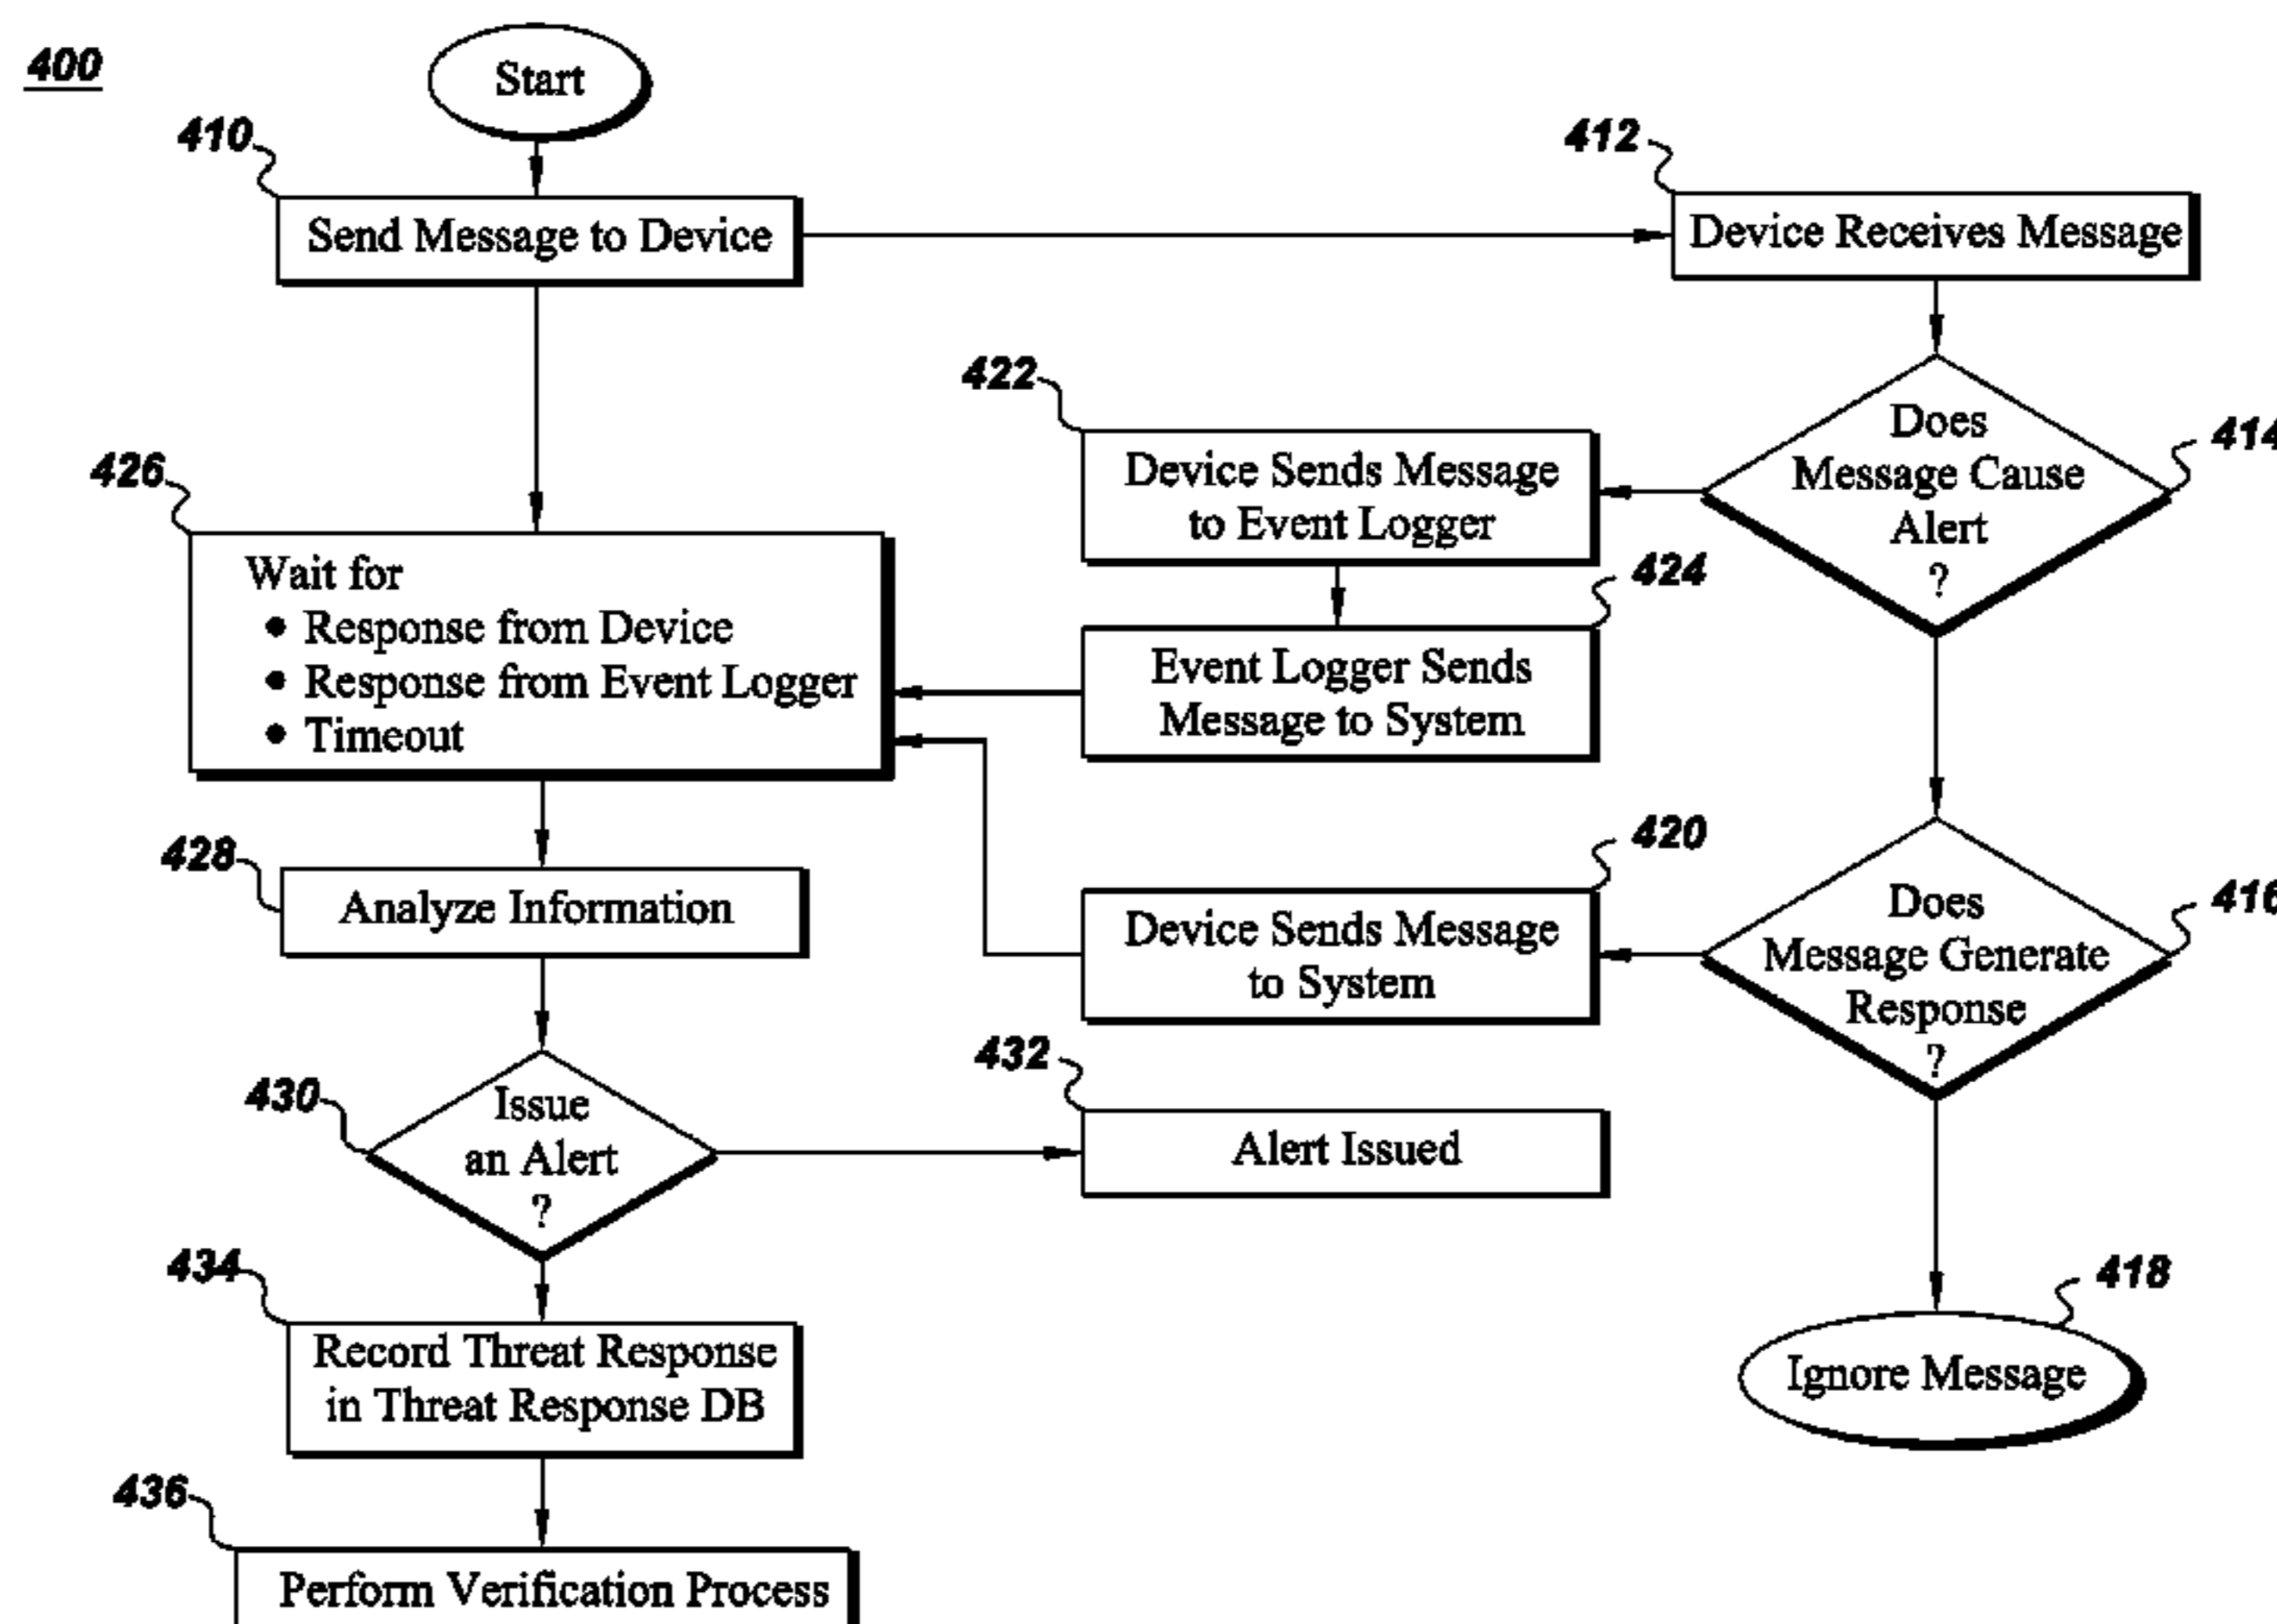 400
Start
410
Send Message to Device
412
Device Receives Message
414
Does
Message Cause
Alert
?
422
Device Sends Message
to Event Logger
424
Event Logger Sends
Message to System
426
Wait for
• Response from Device
• Response from Event Logger
• Timeout
428
Analyze Information
420
Device Sends Message
to System
416
Does
Message Generate
Response
?
430
Issue
an Alert
?
432
Alert Issued
434
Record Threat Response
in Threat Response DB
418
Ignore Message
436
Perform Verification Process